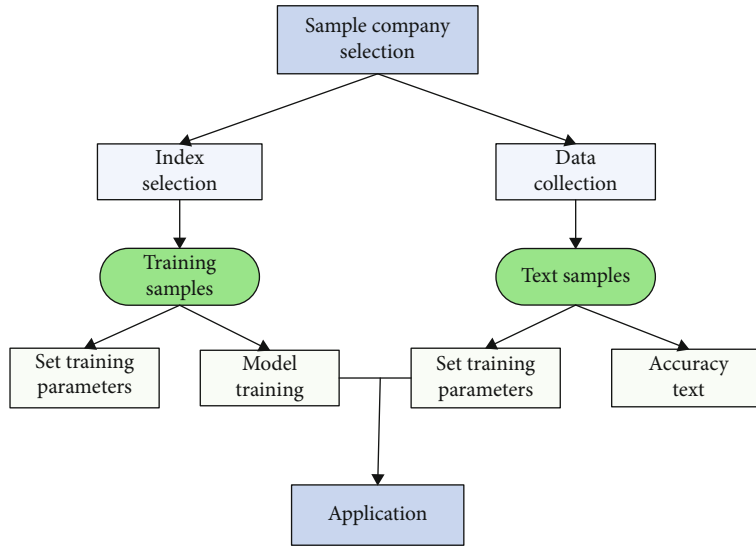 Sample company
selection
Index
selection
Data
collection
Training
samples
Text samples
Set training
parameters
Model
training
Set training
parameters
Accuracy
text
Application